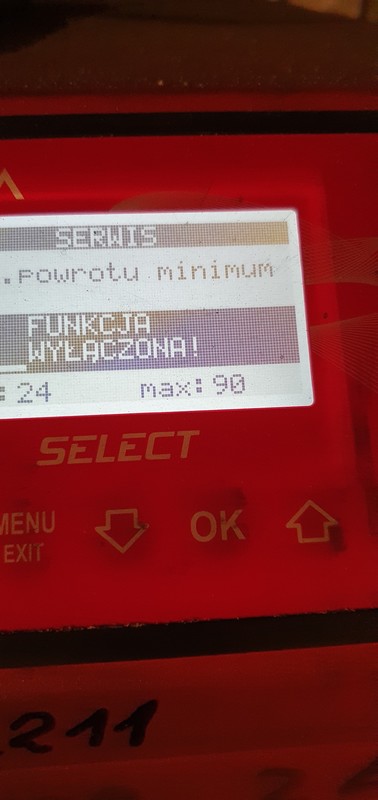 SERWIS
.powrotu minimum
FUNKCJA
WYŁĄCZONA!
: 24 max: 90
SELECT
MENU
EXIT
OK
211